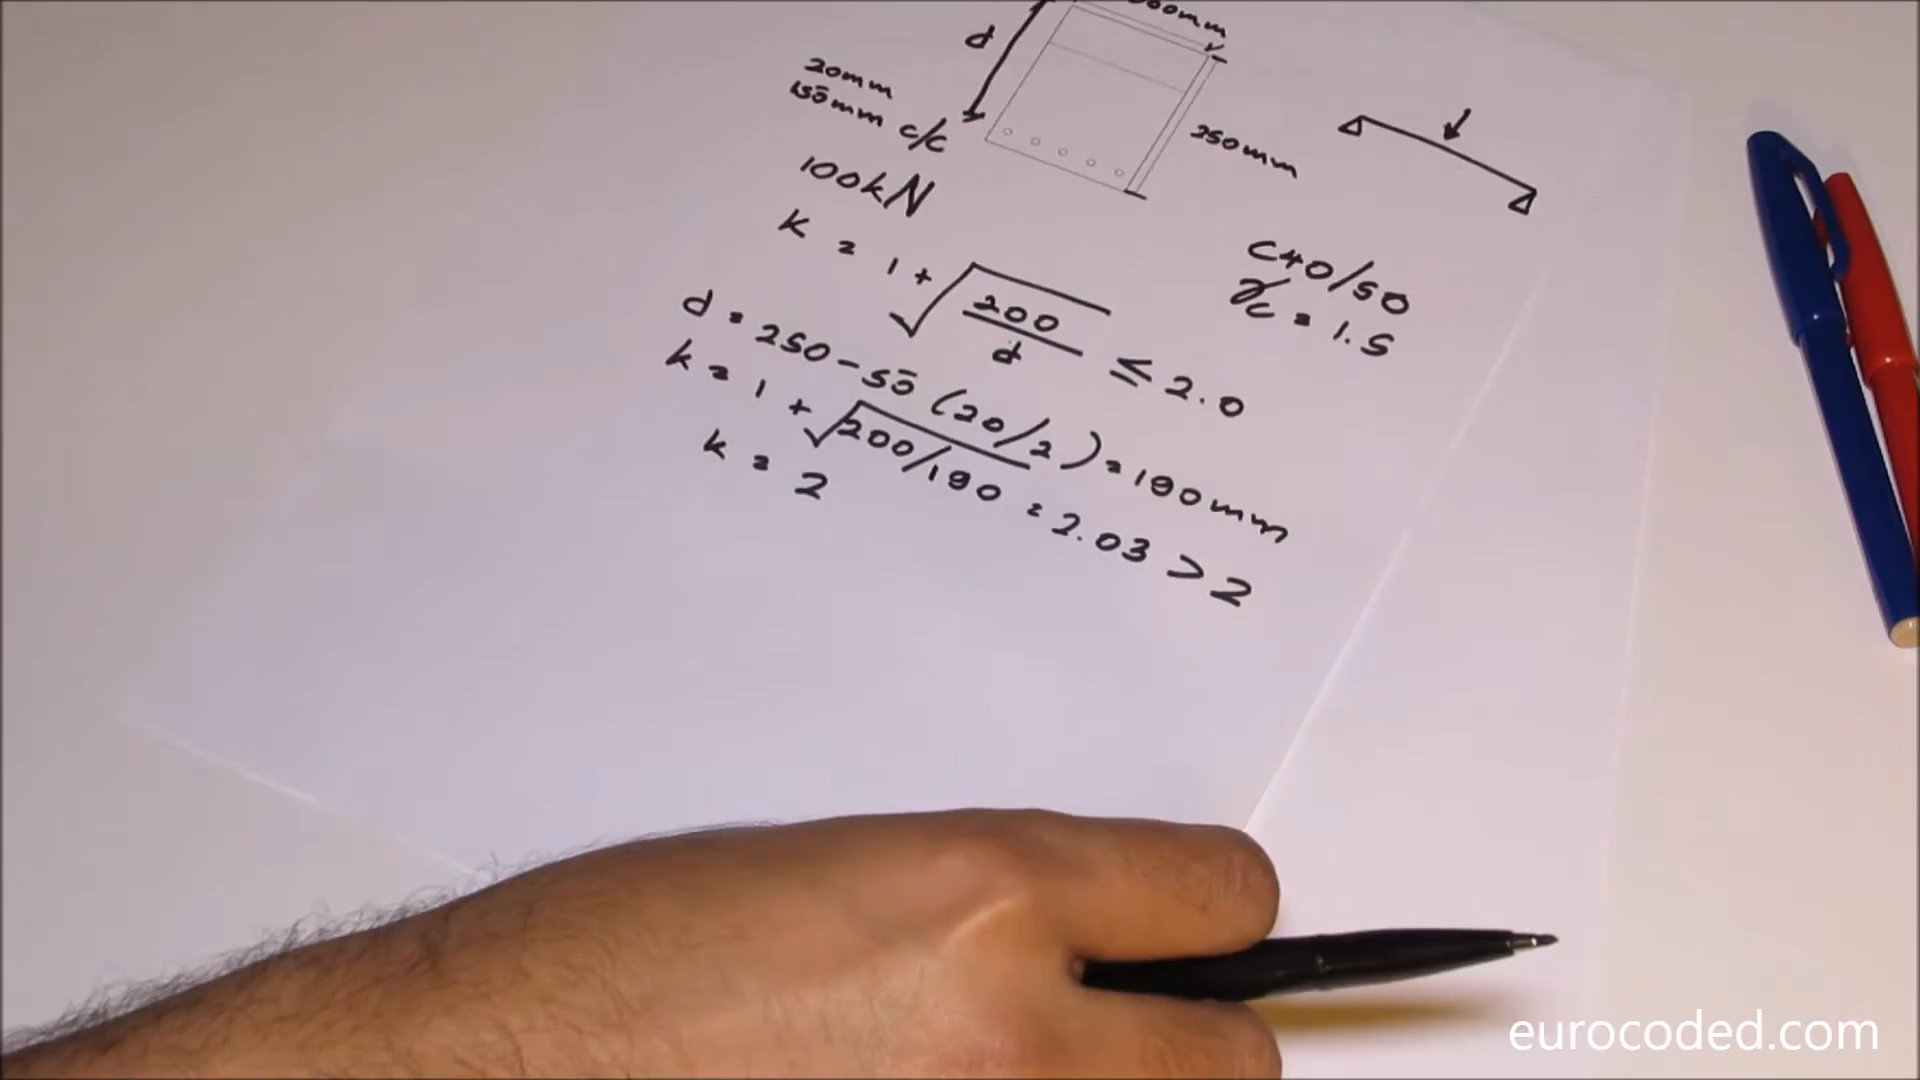 d
20mm
150mm c/c
250mm
100kN
C40/50
γc = 1.5
k = 1 + √200/d ≤ 2.0
d = 250 - 50 (20/2) = 190mm
k = 1 + √200/190 = 2.03 > 2
k = 2
eurocoded.com